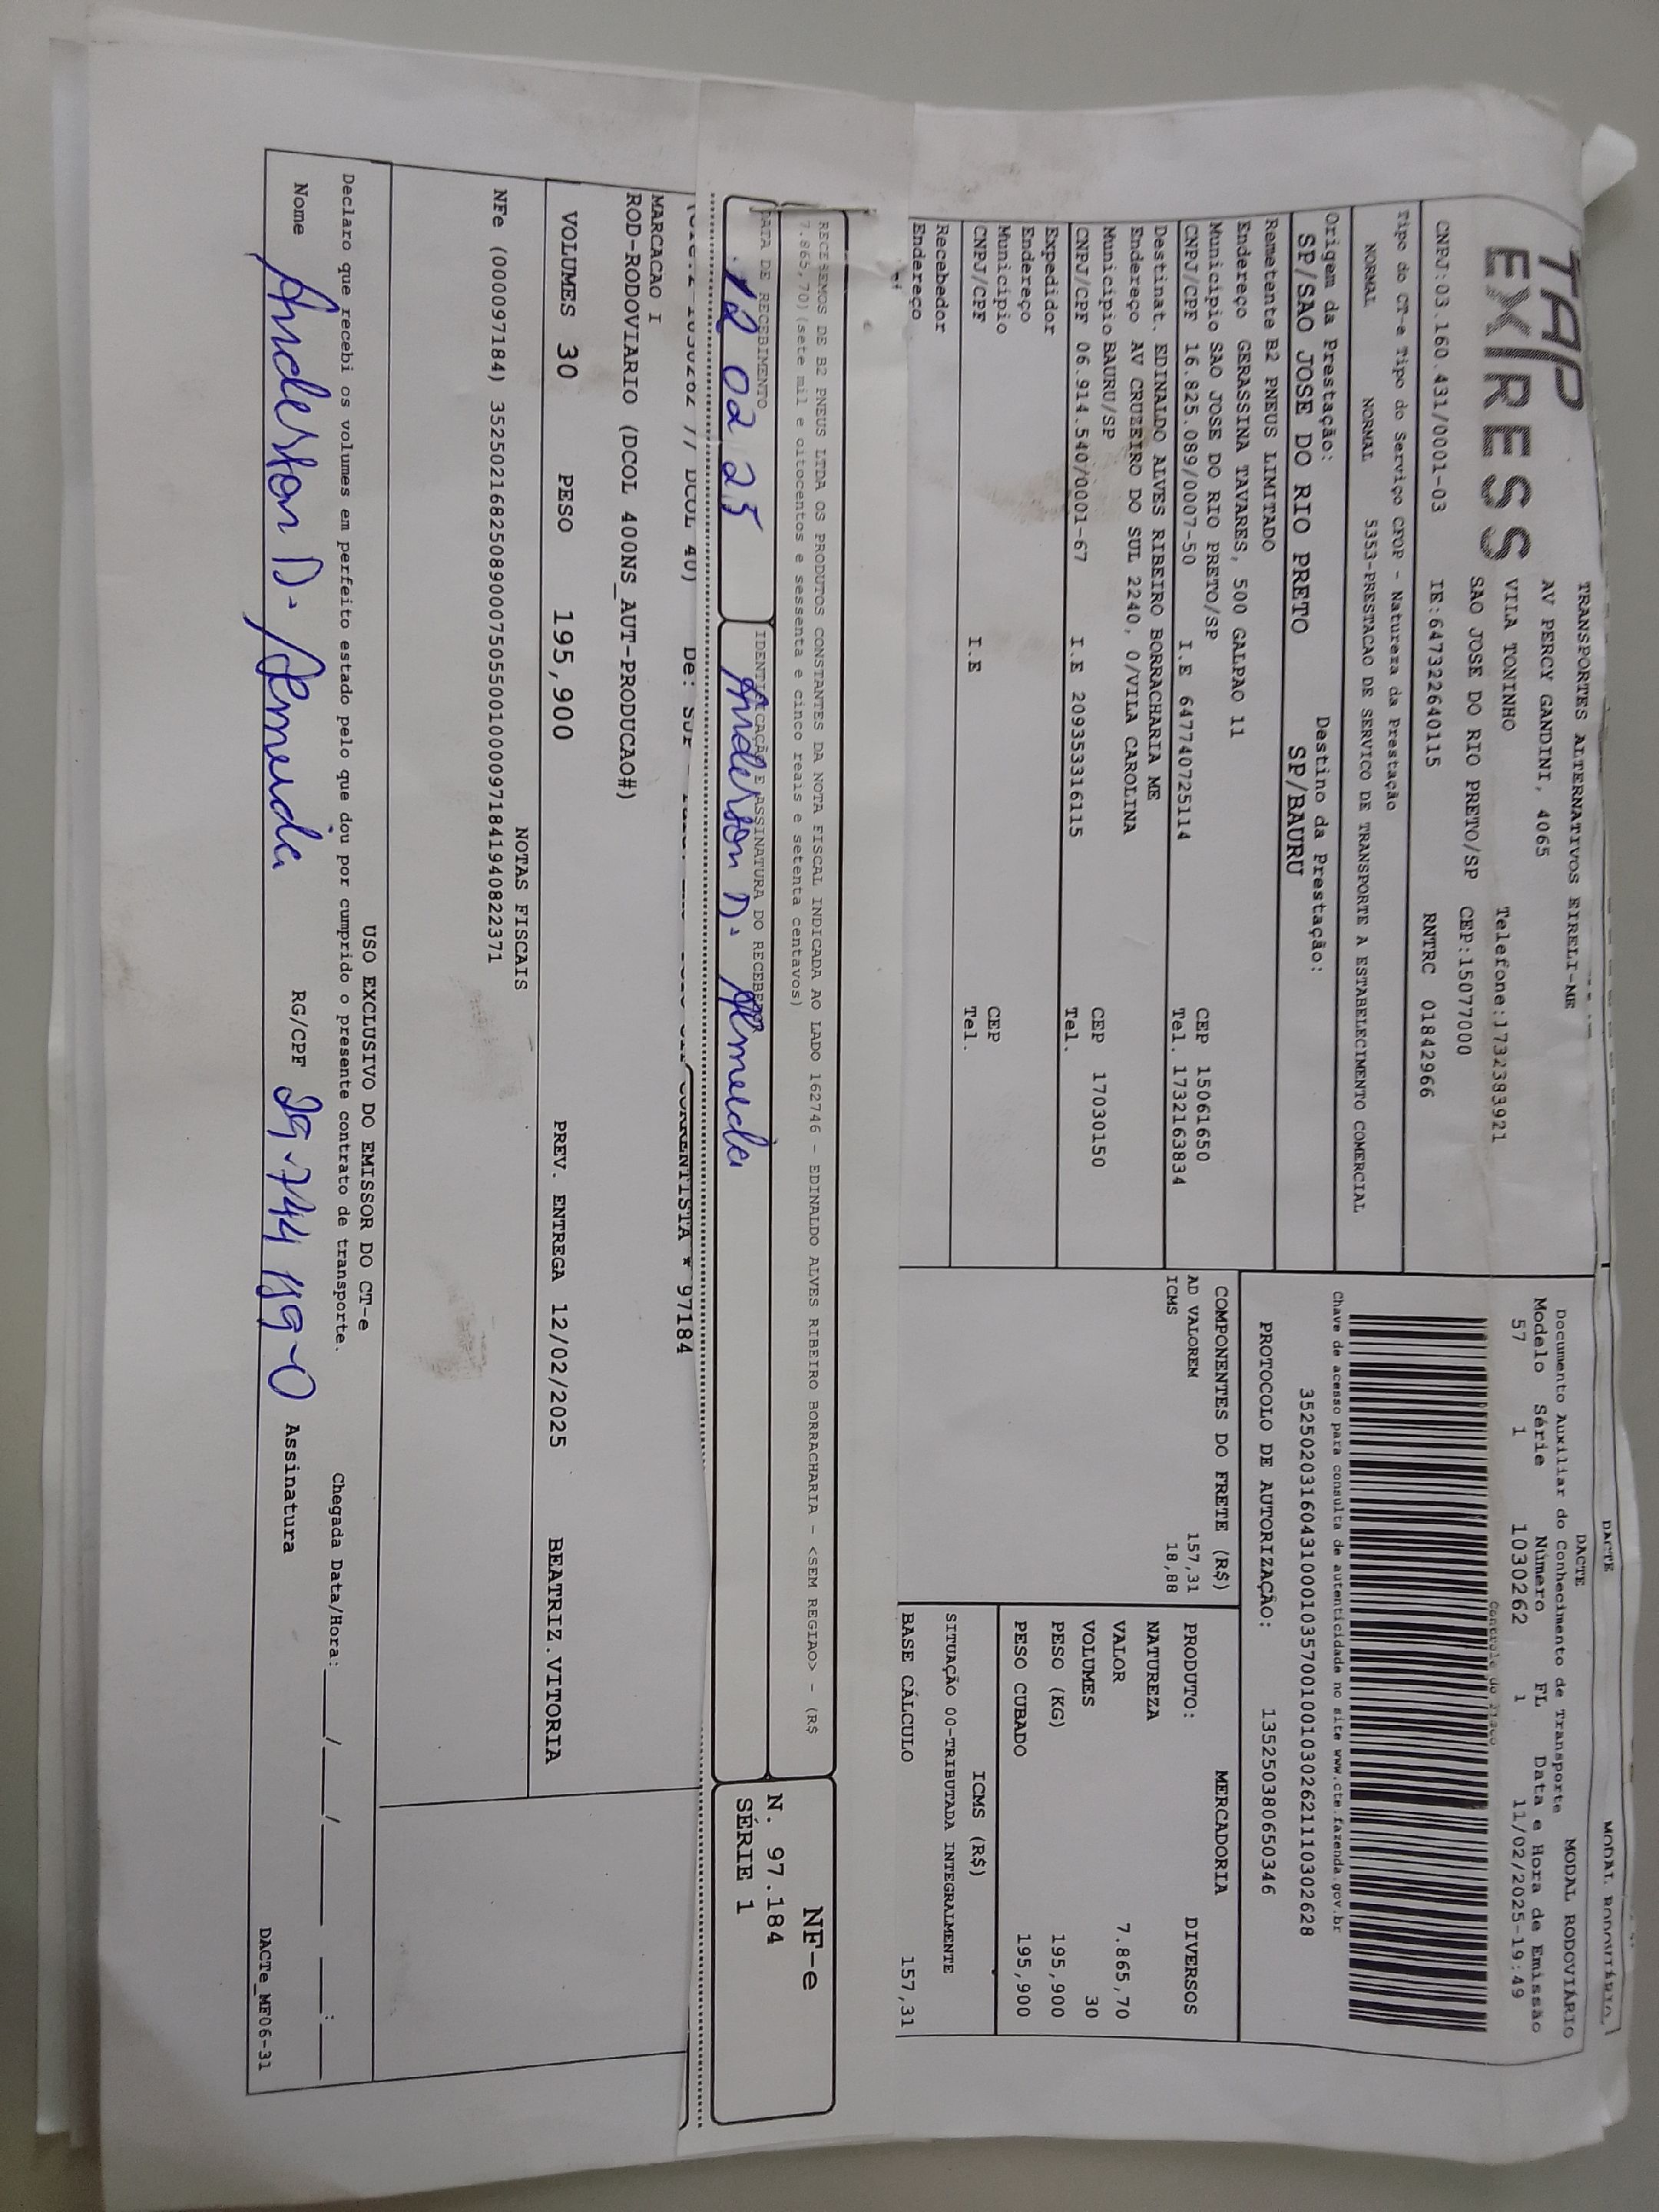 DACTE MODAL RODOVIÁRIO
TAP EXPRESS
TRANSPORTES ALTERNATIVOS EIRELI-ME
AV PERCY GANDINI, 4065
VILA TONINHO Telefone:1732383921
SAO JOSE DO RIO PRETO/SP CEP:15077000
CNPJ:03.160.431/0001-03 IE:647322640115 RNTRC 01842966
DACTE MODAL RODOVIÁRIO
Documento Auxiliar do Conhecimento de Transporte
Modelo Série Número FL Data e Hora de Emissão
57 1 1030262 1 11/02/2025-19:49
Controle do Fisco
Chave de acesso para consulta de autenticidade no site www.cte.fazenda.gov.br
35250203160431000103570010010302621110302628
PROTOCOLO DE AUTORIZAÇÃO: 135250380650346
Tipo do CT-e Tipo do Serviço CFOP - Natureza da Prestação
NORMAL NORMAL 5353-PRESTACAO DE SERVICO DE TRANSPORTE A ESTABELECIMENTO COMERCIAL
Origem da Prestação: Destino da Prestação:
SP/SAO JOSE DO RIO PRETO SP/BAURU
Remetente B2 PNEUS LIMITADO
Endereço GERASSINA TAVARES, 500 GALPAO 11
Municipio SAO JOSE DO RIO PRETO/SP CEP 15061650
CNPJ/CPF 16.825.089/0007-50 I.E 647740725114 Tel. 1732163834
Destinat. EDINALDO ALVES RIBEIRO BORRACHARIA ME
Endereço AV CRUZEIRO DO SUL 2240, 0/VILA CAROLINA
Municipio BAURU/SP CEP 17030150
CNPJ/CPF 06.914.540/0001-67 I.E 209353316115 Tel.
Expedidor
Endereço
Municipio CEP
CNPJ/CPF I.E Tel.
Recebedor
Endereço
COMPONENTES DO FRETE (R$)
AD VALOREM 157,31
ICMS 18,88
MERCADORIA
PRODUTO: DIVERSOS
NATUREZA
VALOR 7.865,70
VOLUMES 30
PESO (KG) 195,900
PESO CUBADO 195,900
ICMS (R$)
SITUAÇÃO 00-TRIBUTADA INTEGRALMENTE
BASE CÁLCULO 157,31
RECEBEMOS DE B2 PNEUS LTDA OS PRODUTOS CONSTANTES DA NOTA FISCAL INDICADA AO LADO 162746 - EDINALDO ALVES RIBEIRO BORRACHARIA - <SEM REGIAO> - (R$
7.865,70)(sete mil e oitocentos e sessenta e cinco reais e setenta centavos)
DATA DE RECEBIMENTO IDENTIFICAÇÃO E ASSINATURA DO RECEBEDOR
12 02 25 Anderson D. Almeida
NF-e
N. 97.184
SÉRIE 1
CORRENTISTA * 97184
MARCACAO I
ROD-RODOVIARIO (DCOL 400NS_AUT-PRODUCAO#)
VOLUMES 30 PESO 195,900 PREV. ENTREGA 12/02/2025 BEATRIZ.VITORIA
NOTAS FISCAIS
NFe (000097184) 35250216825089000750550010000971841940822371
USO EXCLUSIVO DO EMISSOR DO CT-e
Declaro que recebi os volumes em perfeito estado pelo que dou por cumprido o presente contrato de transporte. Chegada Data/Hora:____/____/____ ___:___
Nome Anderson D. Almeida RG/CPF 29.744 119-0 Assinatura
DACTe_MF06-31